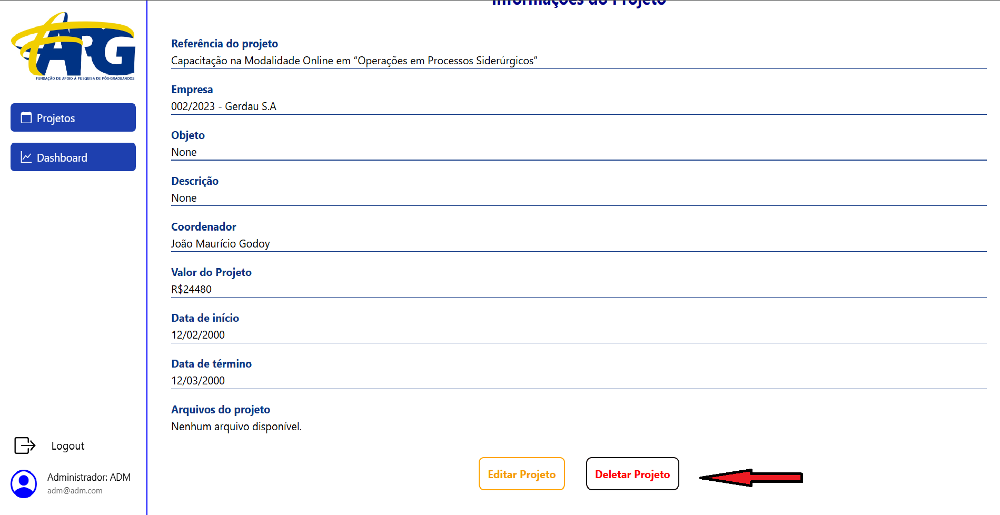 FAPG
FUNDAÇÃO DE APOIO À PESQUISA DE PÓS-GRADUANDOS
Projetos
Dashboard
Logout
Administrador: ADM
adm@adm.com
Informações do Projeto
Referência do projeto
Capacitação na Modalidade Online em “Operações em Processos Siderúrgicos”
Empresa
002/2023 - Gerdau S.A
Objeto
None
Descrição
None
Coordenador
João Maurício Godoy
Valor do Projeto
R$24480
Data de início
12/02/2000
Data de término
12/03/2000
Arquivos do projeto
Nenhum arquivo disponível.
Editar Projeto
Deletar Projeto